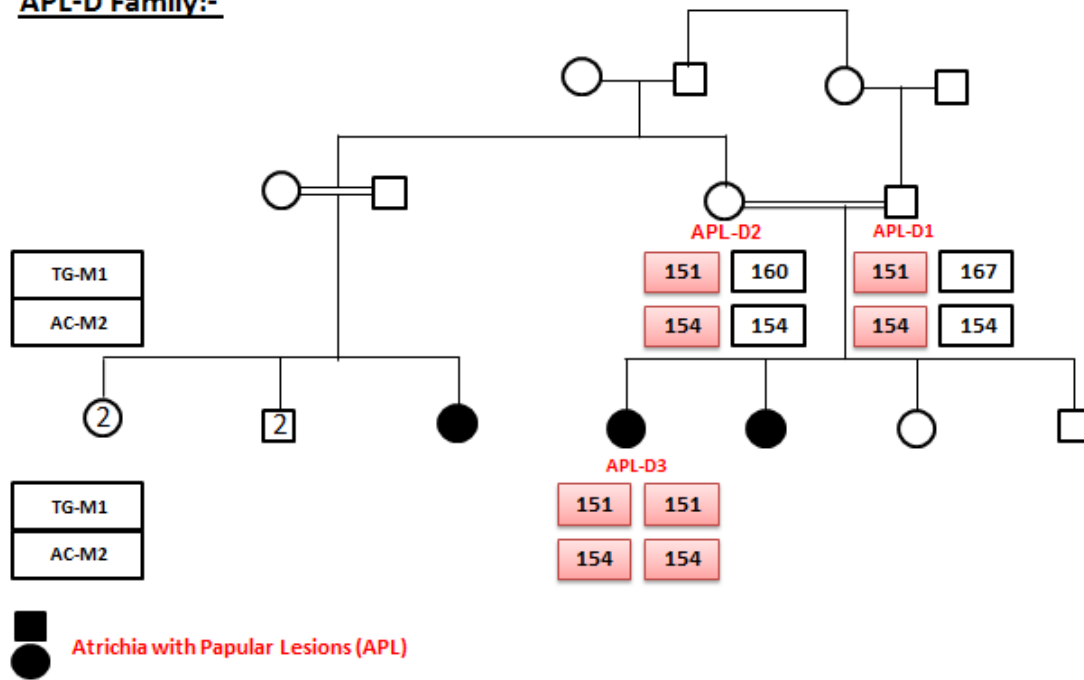 APL-D Family:-
APL-D2 APL-D1
TG-M1 151 160 151 167
AC-M2 154 154 154 154
2 2
APL-D3
TG-M1 151 151
AC-M2 154 154
Atrichia with Papular Lesions (APL)